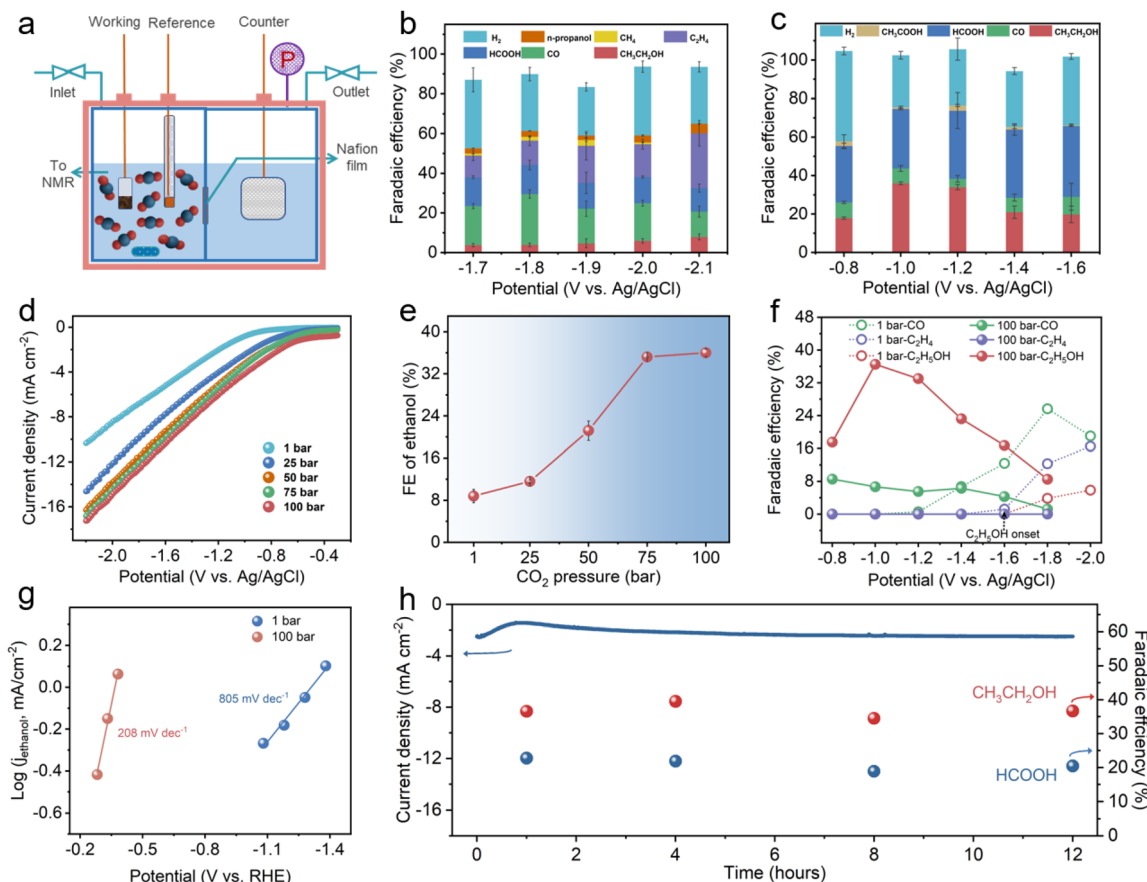 a
Working Reference Counter
P
Inlet
Outlet
To
NMR
Nafion
film
b
H2 n-propanol CH4 C2H4
HCOOH CO CH3CH2OH
Faradaic effciency (%)
100
80
60
40
20
0
-1.7 -1.8 -1.9 -2.0 -2.1
Potential (V vs. Ag/AgCl)
c
H2 CH3COOH HCOOH CO CH3CH2OH
Faradaic effciency (%)
120
100
80
60
40
20
0
-0.8 -1.0 -1.2 -1.4 -1.6
Potential (V vs. Ag/AgCl)
d
Current density (mA cm-2)
0
-4
-8
-12
-16
1 bar
25 bar
50 bar
75 bar
100 bar
-2.0 -1.6 -1.2 -0.8 -0.4
Potential (V vs. Ag/AgCl)
e
FE of ethanol (%)
40
32
24
16
8
0
1 25 50 75 100
CO2 pressure (bar)
f
1 bar-CO 100 bar-CO
1 bar-C2H4 100 bar-C2H4
1 bar-C2H5OH 100 bar-C2H5OH
Faradaic effciency (%)
48
40
32
24
16
8
0
C2H5OH onset
-0.8 -1.0 -1.2 -1.4 -1.6 -1.8 -2.0
Potential (V vs. Ag/AgCl)
g
Log (jethanol, mA/cm-2)
0.2
0.0
-0.2
-0.4
-0.6
1 bar
100 bar
805 mV dec-1
208 mV dec-1
-0.2 -0.5 -0.8 -1.1 -1.4
Potential (V vs. RHE)
h
Current density (mA cm-2)
0
-4
-8
-12
-16
CH3CH2OH
HCOOH
60
50
40
30
20
10
0
Faradaic effciency (%)
0 2 4 6 8 10 12
Time (hours)